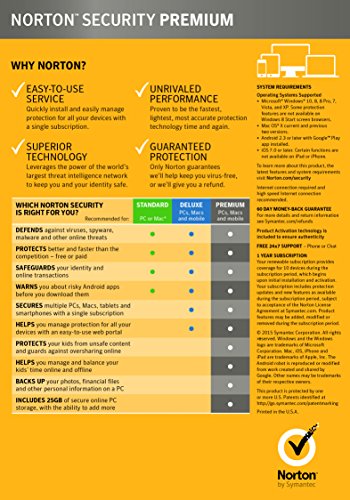 NORTON™ SECURITY PREMIUM
WHY NORTON?
EASY-TO-USE
SERVICE
Quickly install and easily manage
protection for all your devices with
a single subscription.
UNRIVALED
PERFORMANCE
Proven to be the fastest,
lightest, most accurate protection
technology time and again.
SUPERIOR
TECHNOLOGY
Leverages the power of the world's
largest threat intelligence network
to keep you and your identity safe.
GUARANTEED
PROTECTION
Only Norton guarantees
we'll help keep you virus-free,
or we'll give you a refund.
WHICH NORTON SECURITY
IS RIGHT FOR YOU?
Recommended for:
STANDARD
PC or Mac®
DELUXE
PCs, Macs
and mobile
PREMIUM
PCs, Macs
and mobile
DEFENDS against viruses, spyware,
malware and other online threats
PROTECTS better and faster than the
competition – free or paid
SAFEGUARDS your identity and
online transactions
WARNS you about risky Android apps
before you download them
SECURES multiple PCs, Macs, tablets and
smartphones with a single subscription
HELPS you manage protection for all your
devices with an easy-to-use web portal
PROTECTS your kids from unsafe content
and guards against oversharing online
HELPS you manage and balance your
kids' time online and offline
BACKS UP your photos, financial files
and other personal information on a PC
INCLUDES 25GB of secure online PC
storage, with the ability to add more
SYSTEM REQUIREMENTS
Operating Systems Supported
• Microsoft® Windows® 10, 8, 8 Pro; 7,
Vista, and XP. Some protection
features are not available on
Windows 8 Start screen browsers.
• Mac OS® X current and previous
two versions.
• Android 2.3 or later with Google™ Play
app installed.
• iOS 7.0 or later. Certain functions are
not available on iPad or iPhone.
To learn more about this product, the
latest features and system requirements
visit Norton.com/security
Internet connection required and
high speed Internet connection
recommended.
60 DAY MONEY-BACK GUARANTEE
For more details and return information
see Symantec.com/refunds
Product Activation technology is
included to ensure authenticity.
FREE 24x7 SUPPORT – Phone or Chat
1 YEAR SUBSCRIPTION
Your renewable subscription provides
coverage for 10 devices during the
subscription period, which begins
upon initial installation and activation.
Your subscription includes protection
updates and new features as available
during the subscription period, subject
to acceptance of the Norton License
Agreement at Symantec.com. Product
features may be added, modified or
removed during the subscription period.
© 2015 Symantec Corporation. All
rights reserved. Windows and the Windows
logo are trademarks of Microsoft
Corporation. Mac, iOS, iPhone and
iPad are trademarks of Apple, Inc. The
Android robot is reproduced or modified
from work created and shared by
Google. Other names may be trademarks
of their respective owners.
This product is protected by one
or more U.S. Patents identified at
Printed in the U.S.A.
Norton™
by Symantec